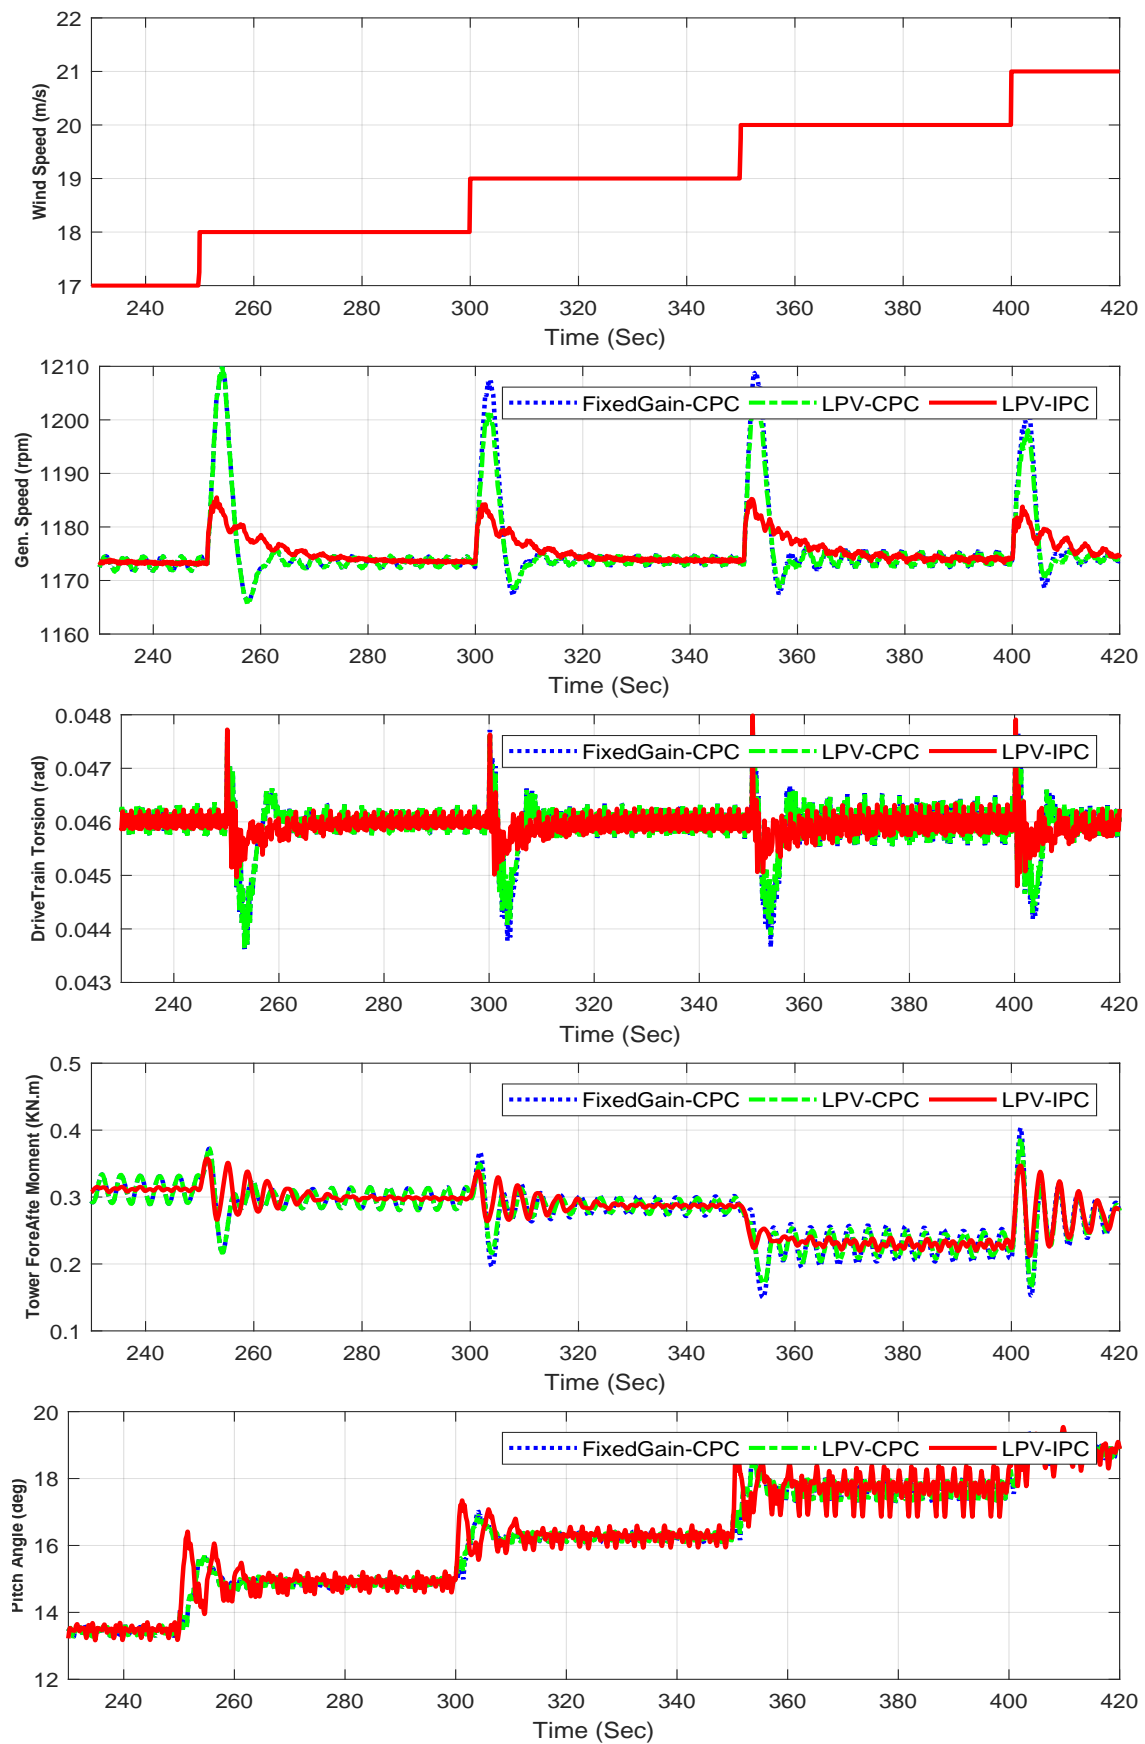 22
21
20
19
18
17
Wind Speed (m/s)
240 260 280 300 320 340 360 380 400 420
Time (Sec)
1210
1200
1190
1180
1170
1160
Gen. Speed (rpm)
FixedGain-CPC LPV-CPC LPV-IPC
240 260 280 300 320 340 360 380 400 420
Time (Sec)
0.048
0.047
0.046
0.045
0.044
0.043
DriveTrain Torsion (rad)
FixedGain-CPC LPV-CPC LPV-IPC
240 260 280 300 320 340 360 380 400 420
Time (Sec)
0.5
0.4
0.3
0.2
0.1
Tower ForeAfte Moment (KN.m)
FixedGain-CPC LPV-CPC LPV-IPC
240 260 280 300 320 340 360 380 400 420
Time (Sec)
20
18
16
14
12
Pitch Angle (deg)
FixedGain-CPC LPV-CPC LPV-IPC
240 260 280 300 320 340 360 380 400 420
Time (Sec)